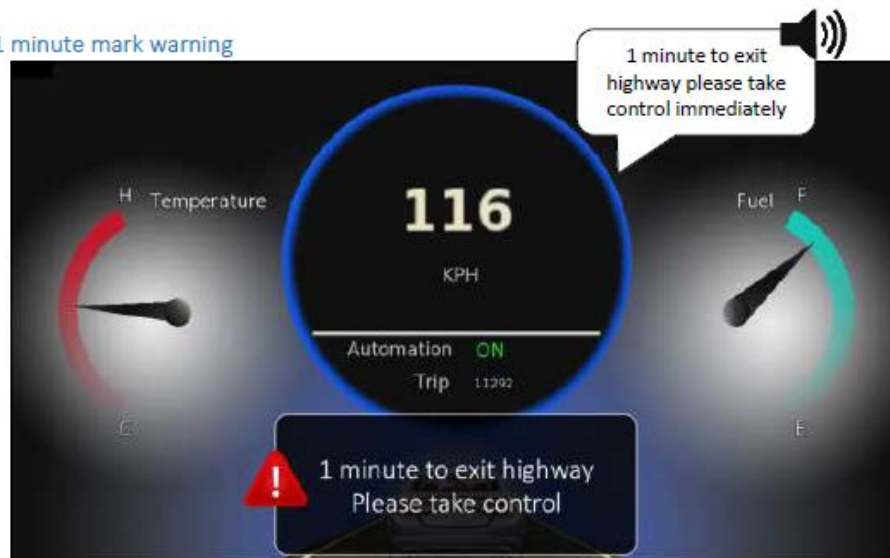 1 minute mark warning
1 minute to exit
highway please take
control immediately
H
Temperature
116
KPH
Fuel
F
Automation ON
Trip 11292
C
E
1 minute to exit highway
Please take control